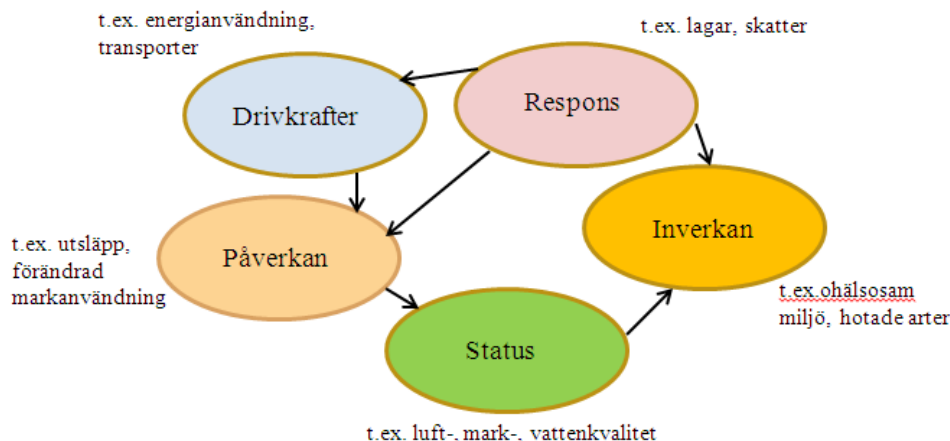 t.ex. energianvändning,
transporter
t.ex. lagar, skatter
Drivkrafter
Respons
Inverkan
Påverkan
t.ex. utsläpp,
förändrad
markanvändning
t.ex.ohälsosam
miljö, hotade arter
Status
t.ex. luft-, mark-, vattenkvalitet